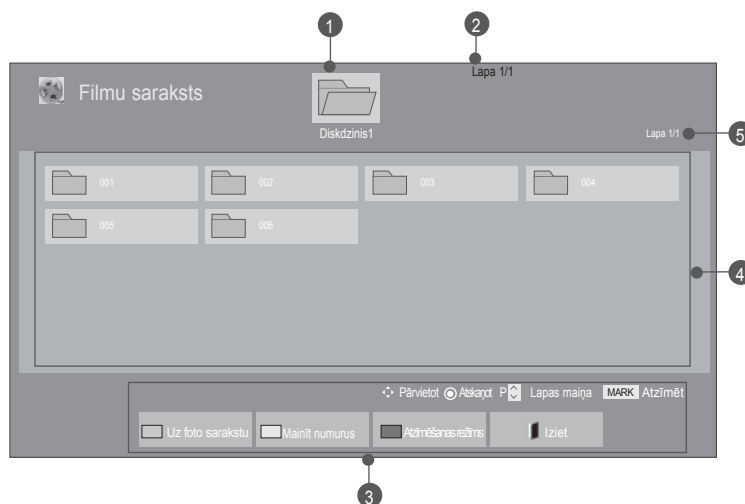 1
2
Lapa 1/1
Filmu saraksts
Diskdzinis1
Lapa 1/1
5
001
002
003
004
005
006
4
Pārvietot Atskaņot P Lapas maiņa MARK Atzīmēt
Uz foto sarakstu Mainīt numurus Atzīmēšanas režīms Iziet
3